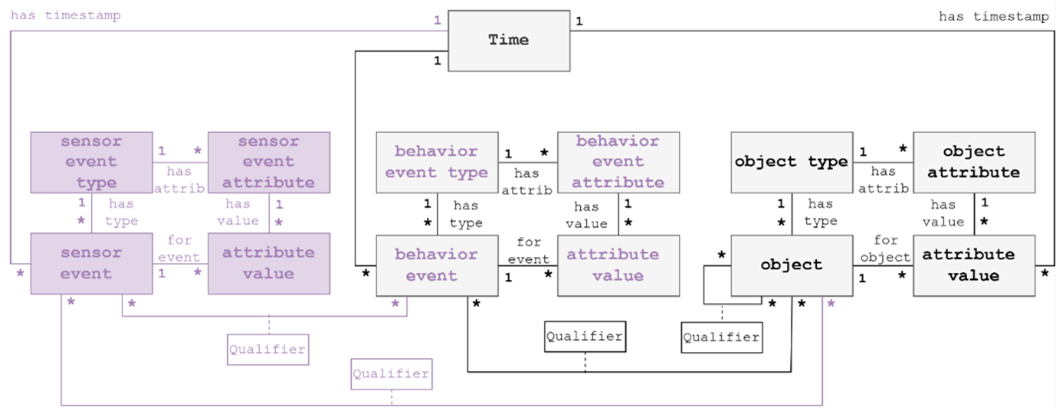 has timestamp
1
1
has timestamp
Time
1
sensor
event
type
1
*
has
attrib
sensor
event
attribute
behavior
event type
1
*
has
attrib
behavior
event
attribute
object type
1
*
has
attrib
object
attribute
1
has
type
*
has
value
1
*
1
has
type
*
has
value
1
*
1
has
type
*
has
value
1
*
sensor
event
for
event
1
*
attribute
value
behavior
event
for
event
1
*
attribute
value
object
for
object
1
*
attribute
value
*
*
*
*
*
*
*
*
*
*
*
Qualifier
Qualifier
Qualifier
Qualifier